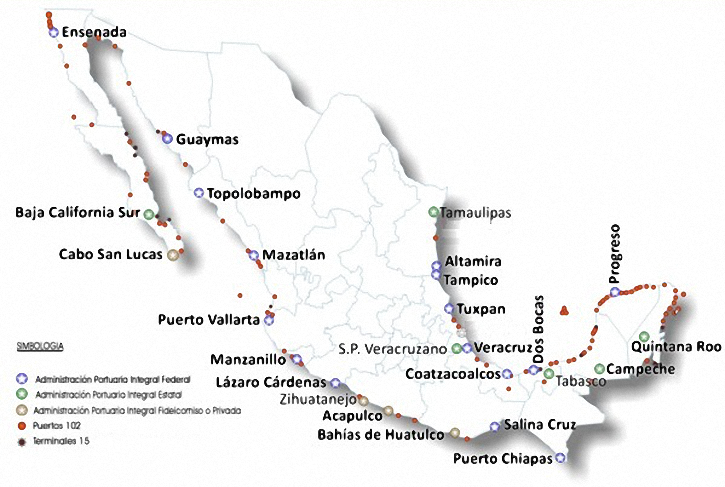 Ensenada
Guaymas
Topolobampo
Baja California Sur
Tamaulipas
Cabo San Lucas
Mazatlán
Altamira
Tampico
Progreso
Tuxpan
Puerto Vallarta
Dos Bocas
S.P. Veracruzano
Veracruz
Quintana Roo
Manzanillo
Coatzacoalcos
Campeche
Tabasco
Lázaro Cárdenas
Zihuatanejo
Acapulco
Bahías de Huatulco
Salina Cruz
Puerto Chiapas
SIMBOLOGIA
Administración Portuaria Integral Federal
Administración Portuaria Integral Estatal
Administración Portuaria Integral Fideicomiso o Privada
Puertos 102
Terminales 15